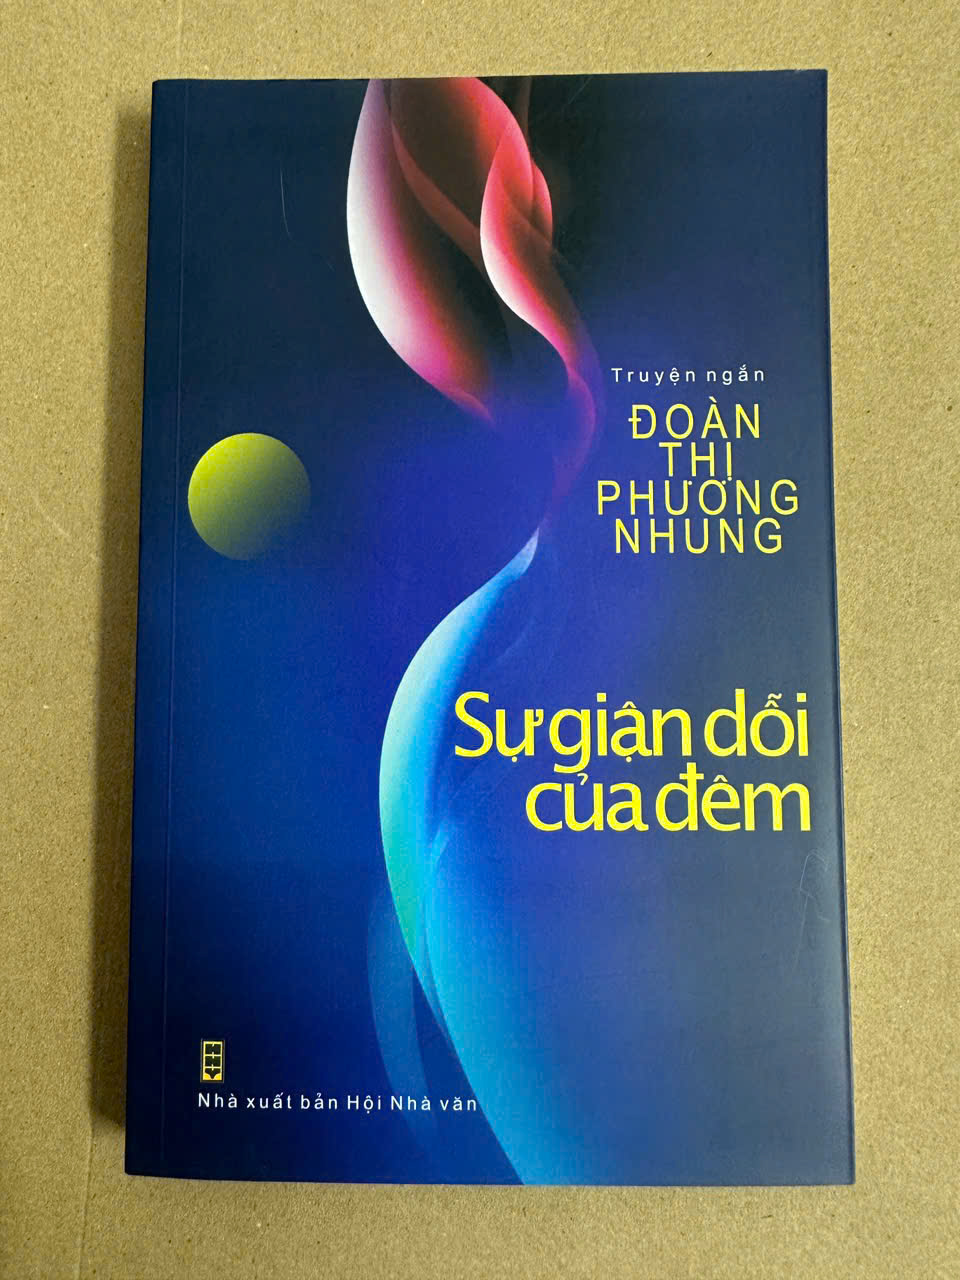 Truyện ngắn
ĐOÀN
THỊ
PHƯƠNG
NHUNG
Sự giận dỗi
của đêm
Nhà xuất bản Hội Nhà văn